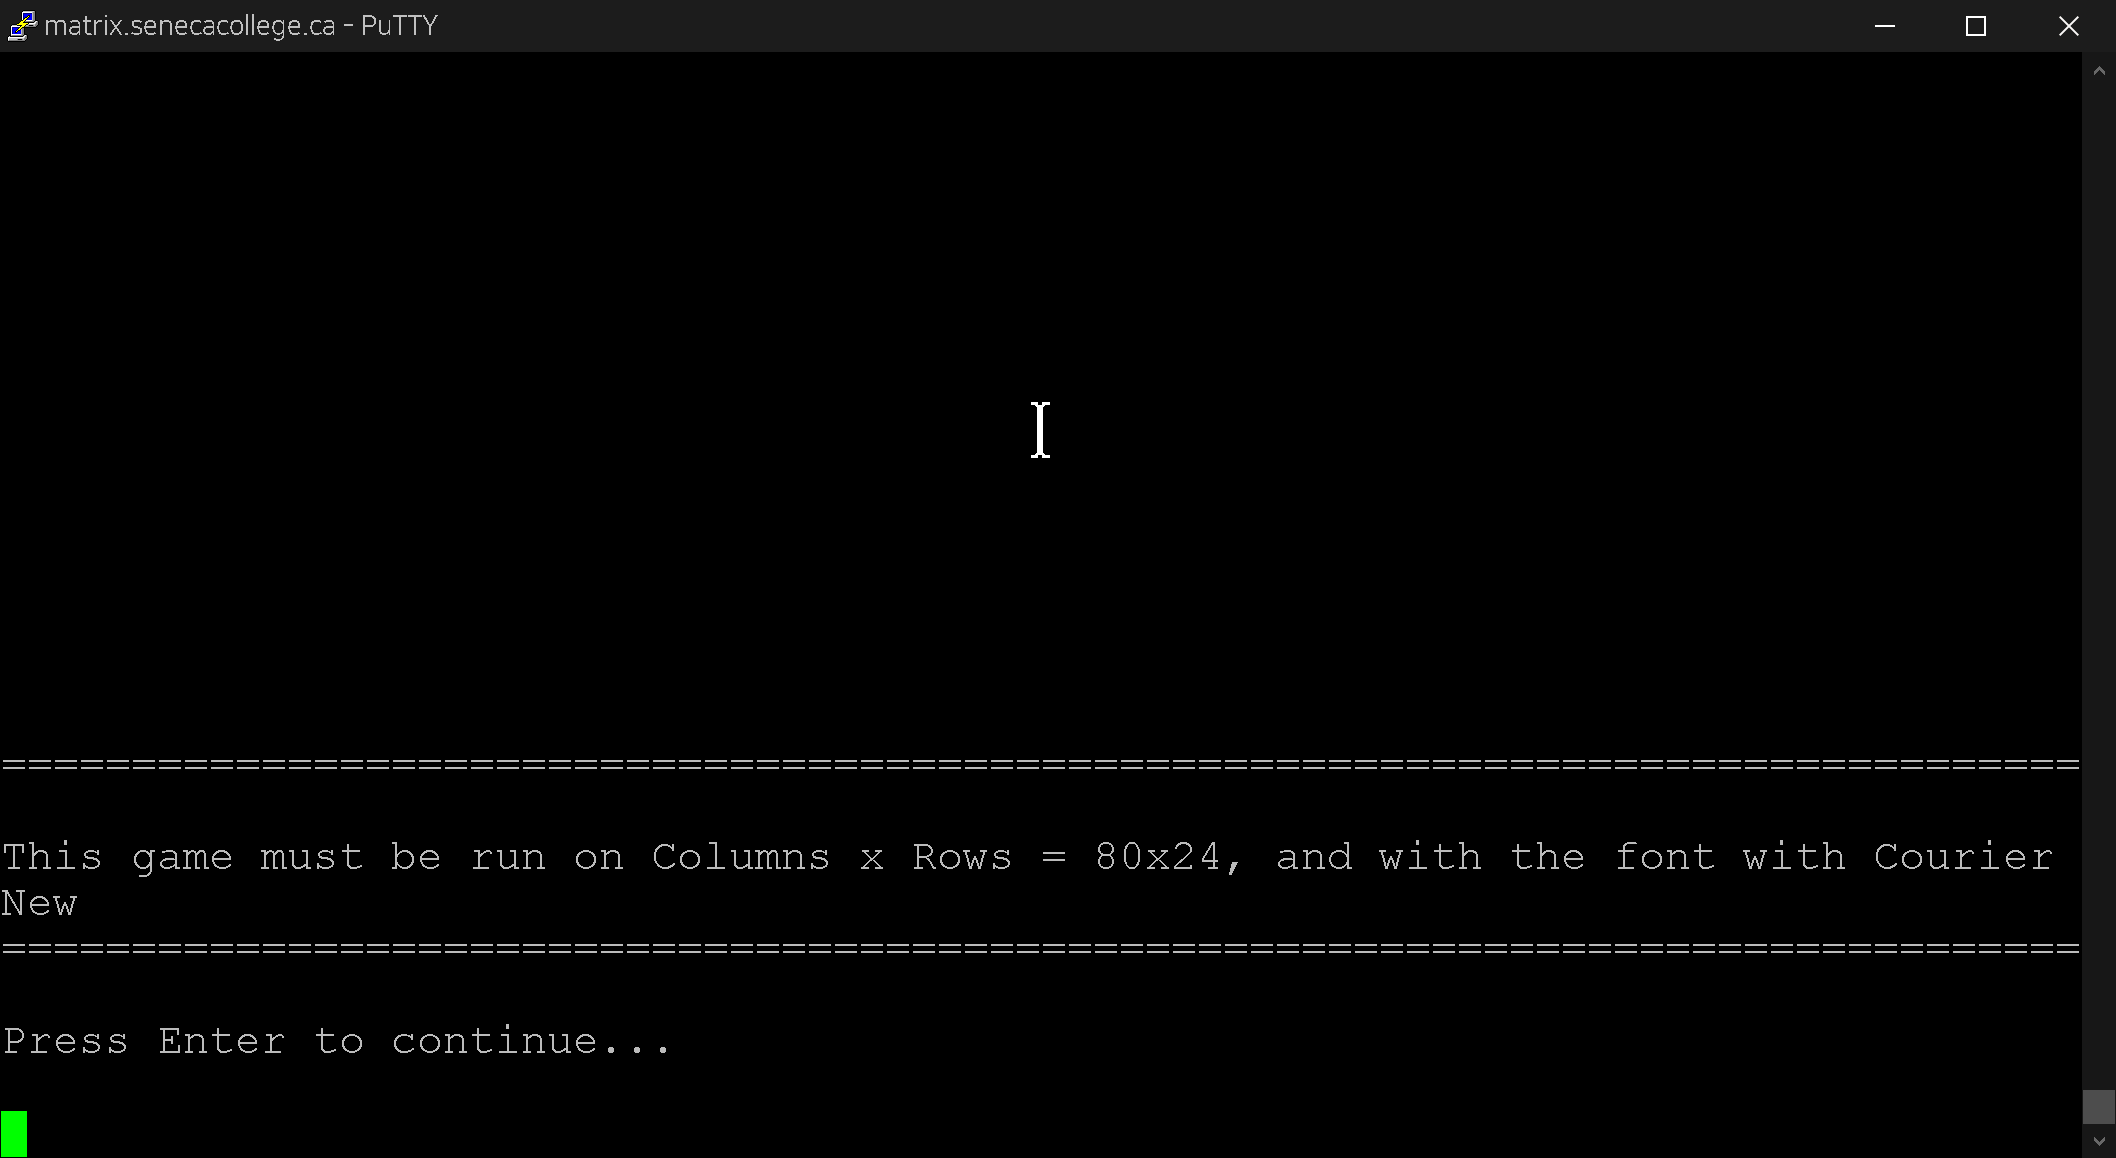 matrix.senecacollege.ca - PuTTY
================================================================================
This game must be run on Columns x Rows = 80x24, and with the font with Courier
New
================================================================================
Press Enter to continue...